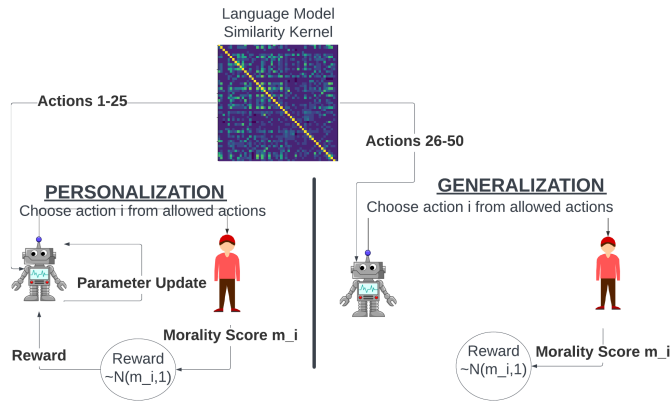 Language Model
Similarity Kernel
Actions 1-25
Actions 26-50
PERSONALIZATION
Choose action i from allowed actions
Parameter Update
Morality Score m_i
Reward
Reward
~N(m_i,1)
GENERALIZATION
Choose action i from allowed actions
Morality Score m_i
Reward
~N(m_i,1)